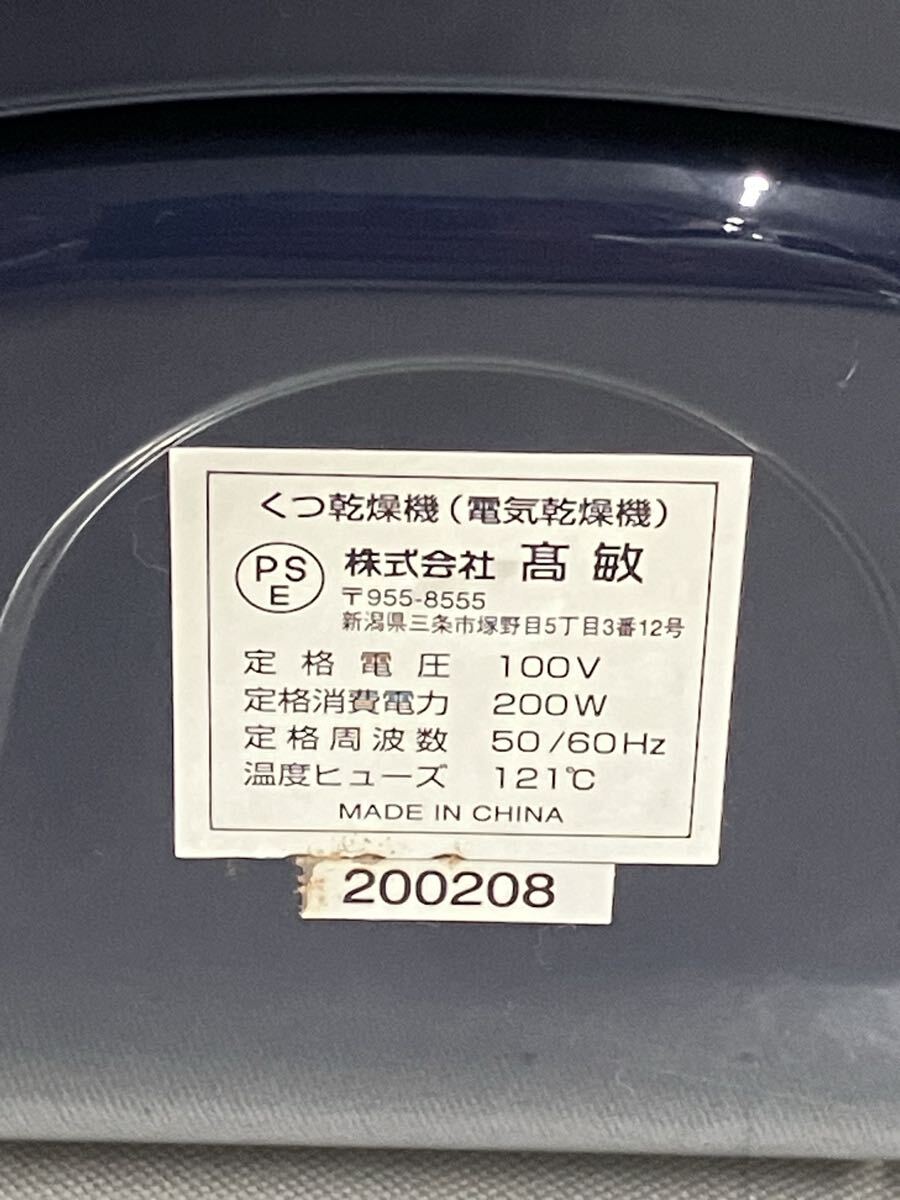 くつ乾燥機(電気乾燥機)
PS
E
株式会社 髙敏
〒955-8555
新潟県三条市塚野目5丁目3番12号
定格電圧 100V
定格消費電力 200W
定格周波数 50/60Hz
温度ヒューズ 121℃
MADE IN CHINA
200208